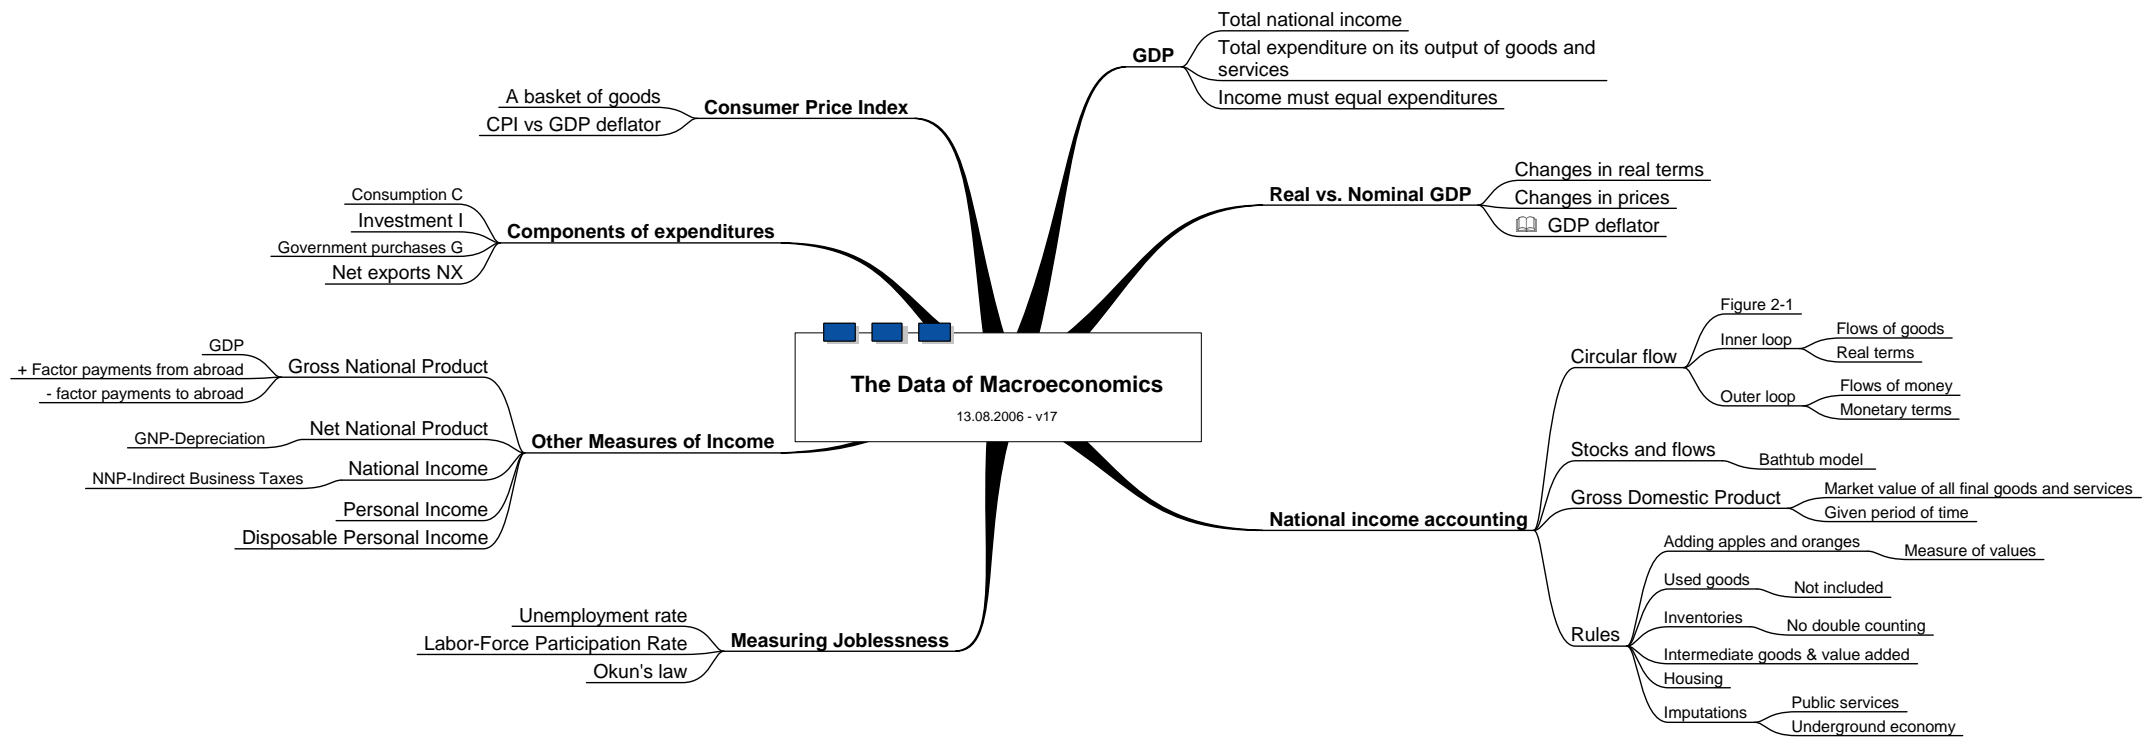 The Data of Macroeconomics
13.08.2006 - v17
GDP
Total national income
Total expenditure on its output of goods and
services
Income must equal expenditures
Real vs. Nominal GDP
Changes in real terms
Changes in prices
GDP deflator
National income accounting
Circular flow
Figure 2-1
Inner loop
Flows of goods
Real terms
Outer loop
Flows of money
Monetary terms
Stocks and flows
Bathtub model
Gross Domestic Product
Market value of all final goods and services
Given period of time
Rules
Adding apples and oranges
Measure of values
Used goods
Not included
Inventories
No double counting
Intermediate goods & value added
Housing
Imputations
Public services
Underground economy
Consumer Price Index
A basket of goods
CPI vs GDP deflator
Components of expenditures
Consumption C
Investment I
Government purchases G
Net exports NX
Other Measures of Income
Gross National Product
GDP
+ Factor payments from abroad
- factor payments to abroad
Net National Product
GNP-Depreciation
National Income
NNP-Indirect Business Taxes
Personal Income
Disposable Personal Income
Measuring Joblessness
Unemployment rate
Labor-Force Participation Rate
Okun's law